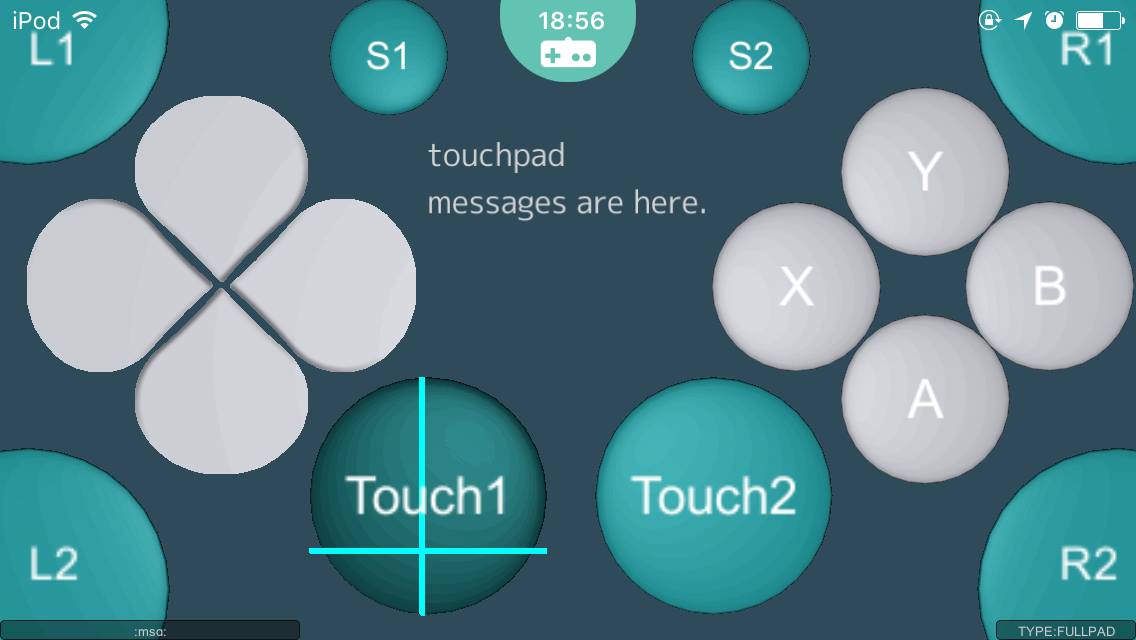 iPod 18:56
L1 S1 S2 R1
touchpad
messages are here.
Y
X B
A
Touch1 Touch2
L2 R2
:msg: TYPE:FULLPAD